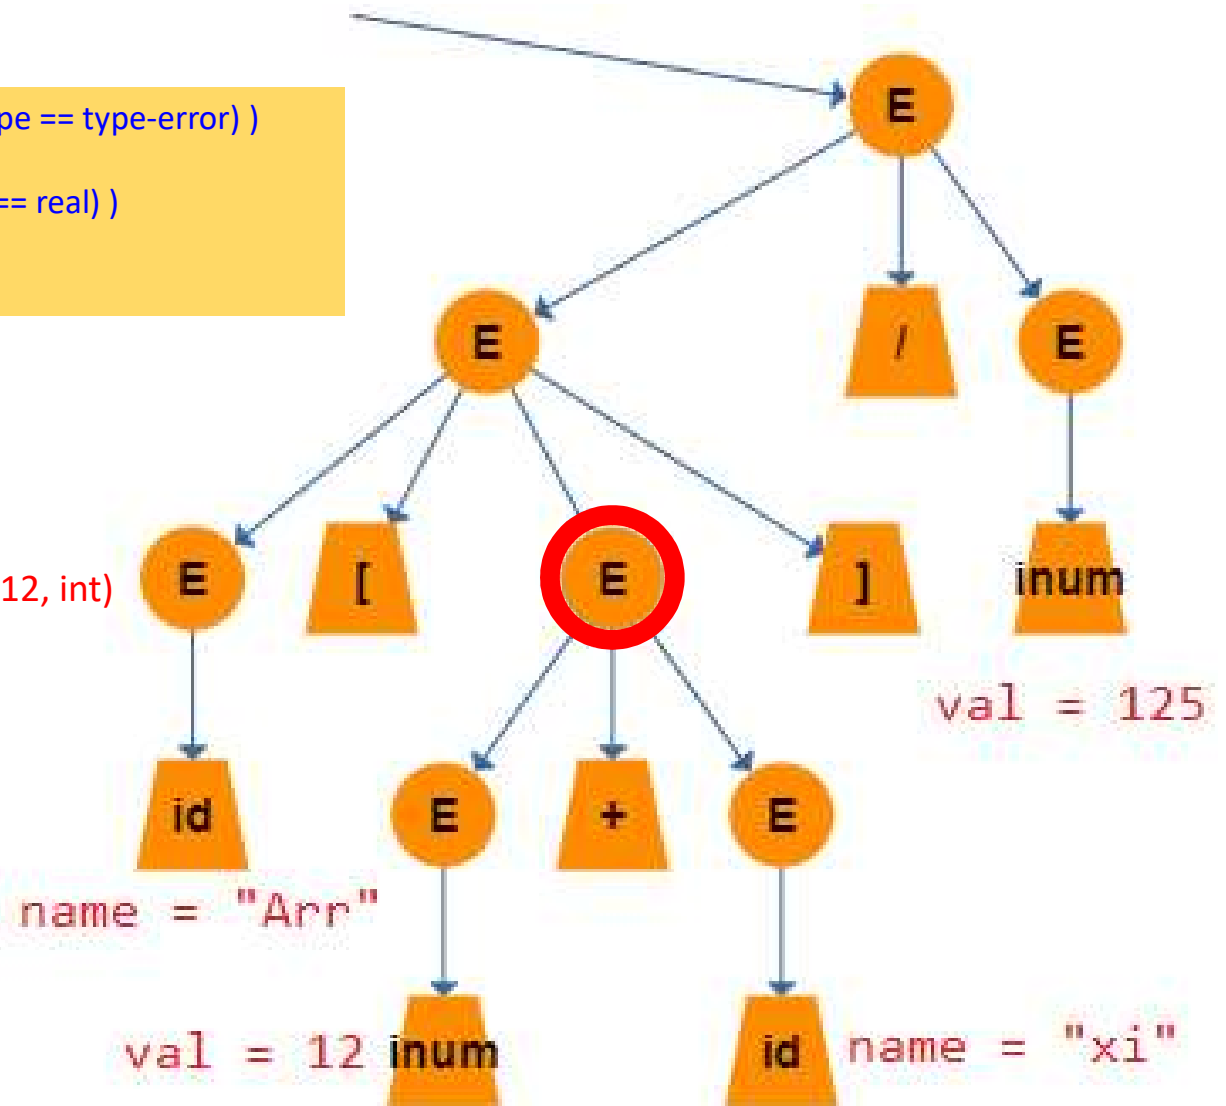 pe == type-error) )
E
== real) )
E / E
E [ E ] inum
12, int)
val = 125
id E + E
name = "Arr"
val = 12 inum id name = "xi"